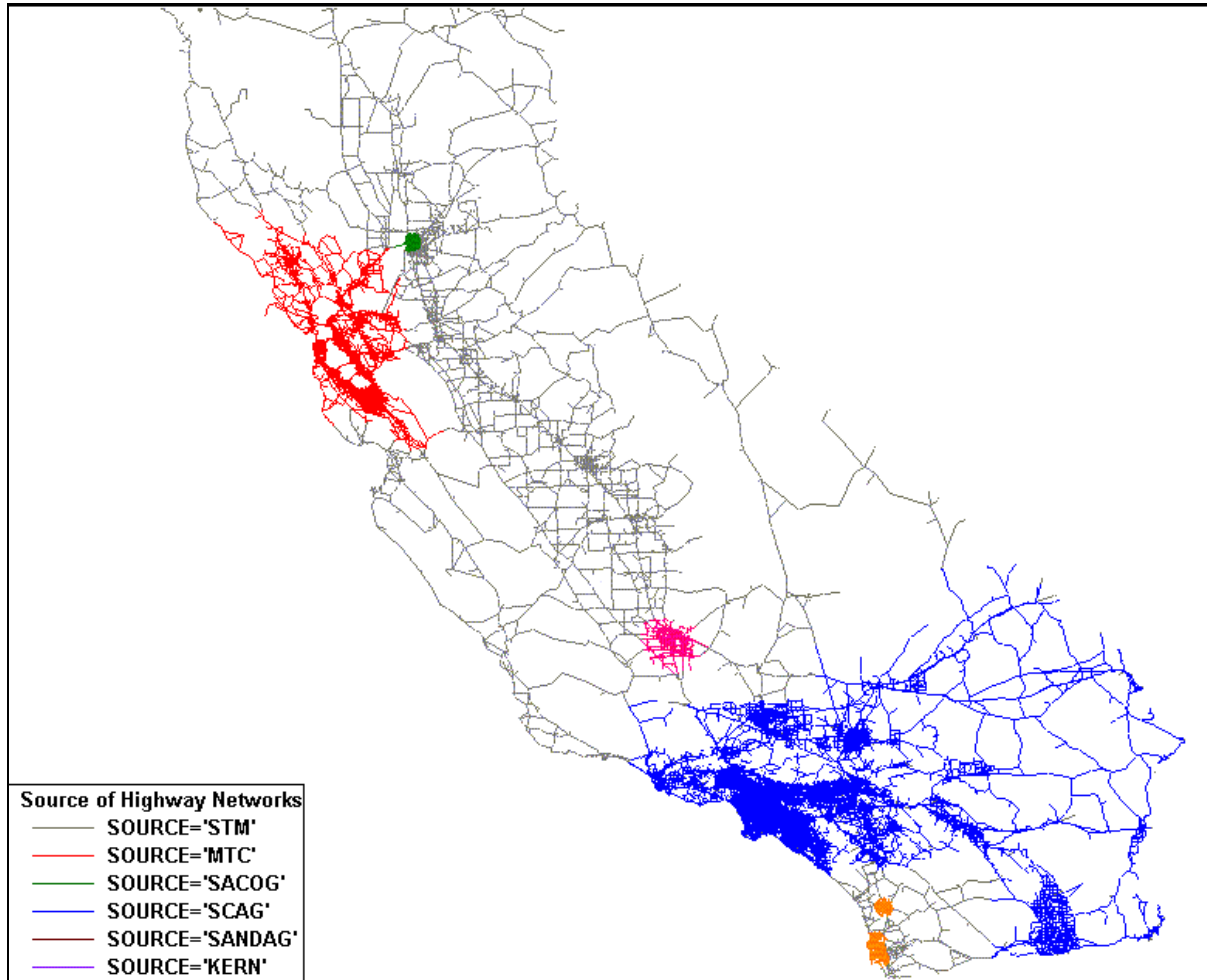 Source of Highway Networks
SOURCE='STM'
SOURCE='MTC'
SOURCE='SACOG'
SOURCE='SCAG'
SOURCE='SANDAG'
SOURCE='KERN'